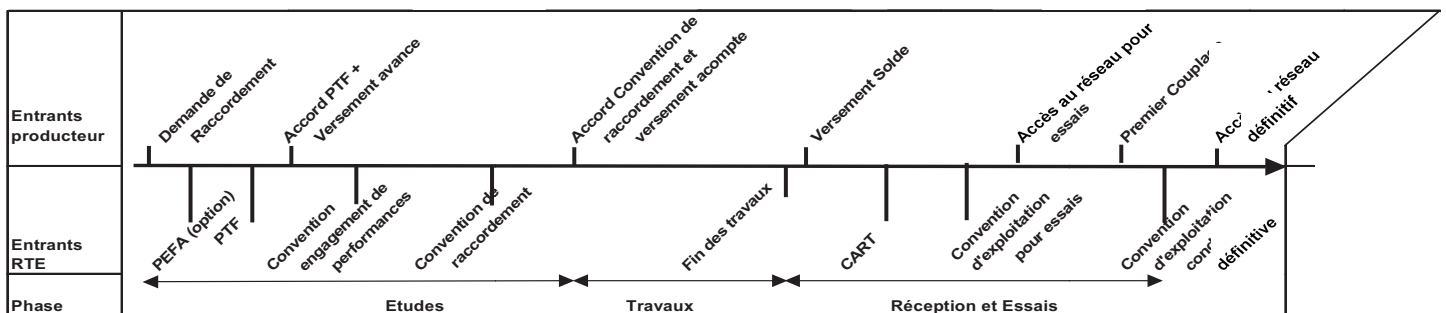 Entrants
producteur
Demande de
Raccordement
Accord PTF +
Versement avance
Accord Convention de
raccordement et
versement acompte
Versement Solde
Accès au réseau pour
essais
Premier
réseau
définitif
Entrants
RTE
PEFA (option)
PTF
Convention
engagement de
performances
Convention de
raccordement
Fin des travaux
CART
Convention
d'exploitation
pour essais
Convention
d'exploitation
définitive
Phase
Etudes
Travaux
Réception et Essais